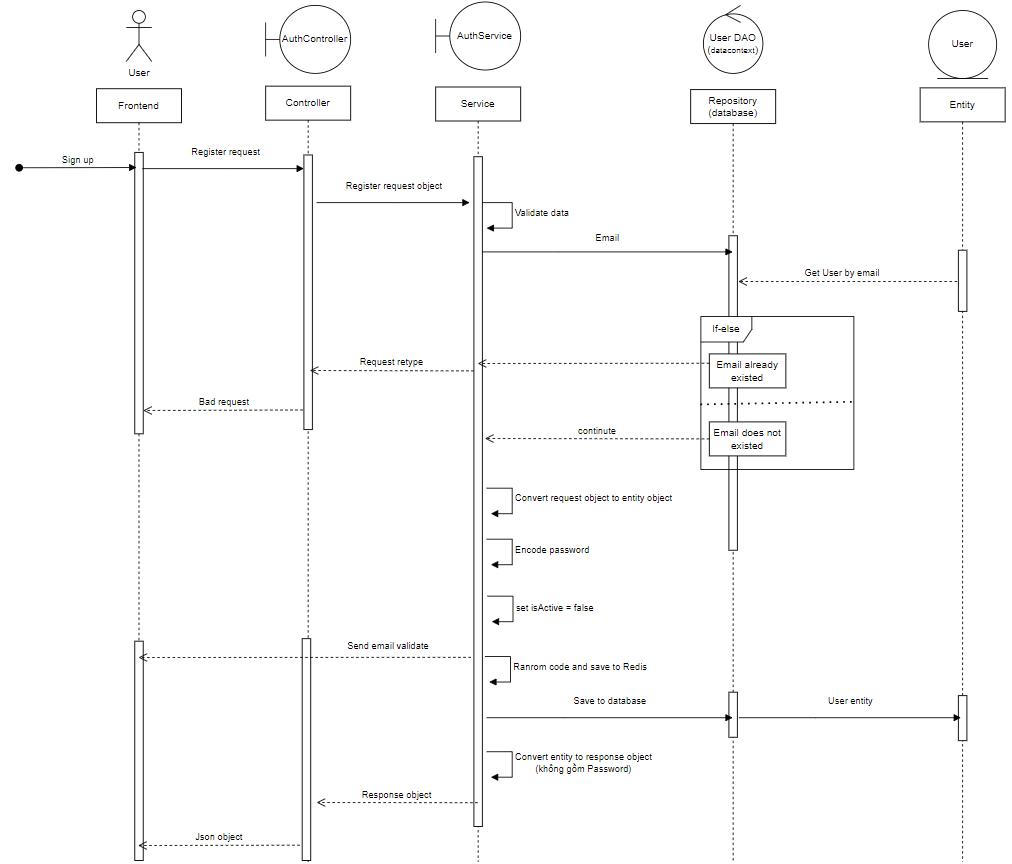 User
AuthController
AuthService
User DAO
(datacontext)
User
Frontend
Controller
Service
Repository
(database)
Entity
Sign up
Register request
Register request object
Validate data
Email
Get User by email
If-else
Request retype
Email already
existed
Bad request
continute
Email does not
existed
Convert request object to entity object
Encode password
set isActive = false
Send email validate
Ranrom code and save to Redis
Save to database
User entity
Convert entity to response object
(không gồm Password)
Response object
Json object